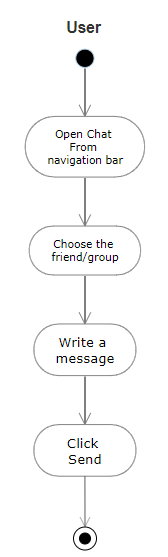 User
Open Chat
From
navigation bar
Choose the
friend/group
Write a
message
Click
Send